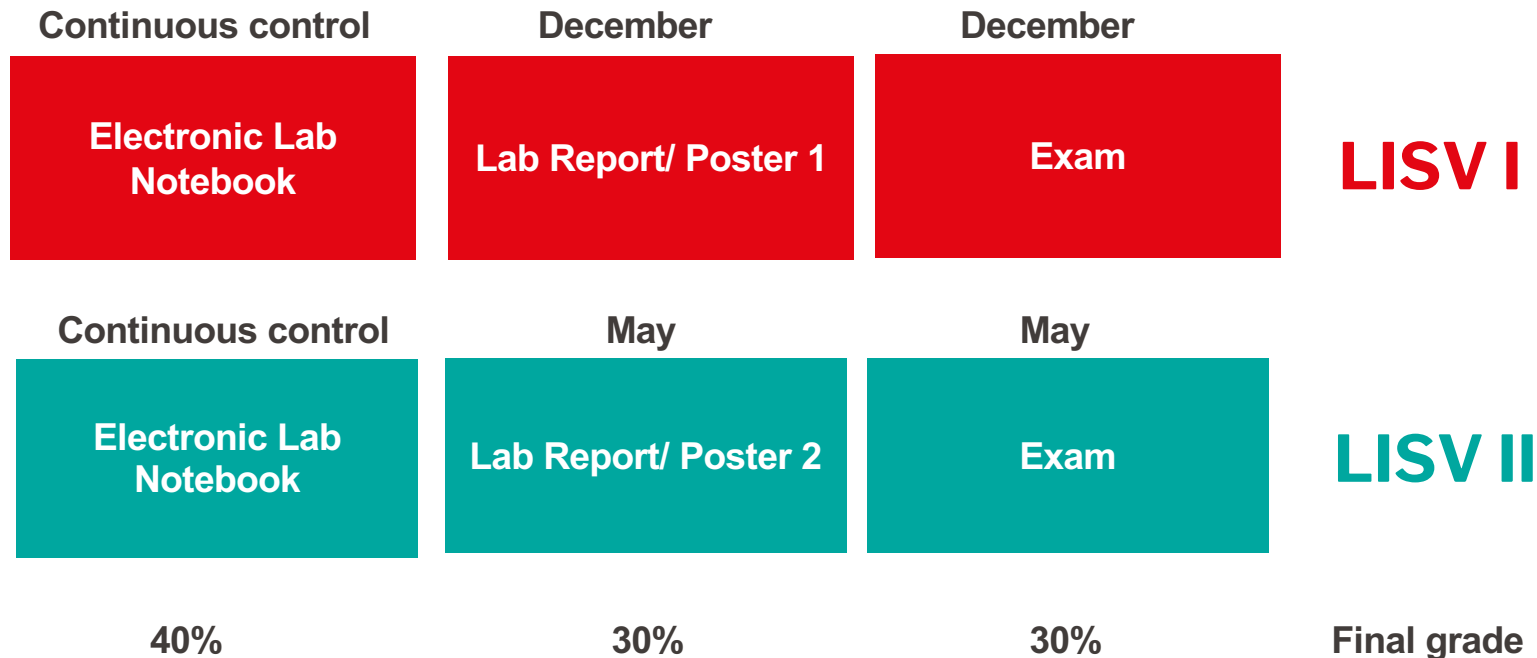 Continuous control December December
Electronic Lab
Notebook
Lab Report/ Poster 1
Exam
LISV I
Continuous control May May
Electronic Lab
Notebook
Lab Report/ Poster 2
Exam
LISV II
40% 30% 30% Final grade